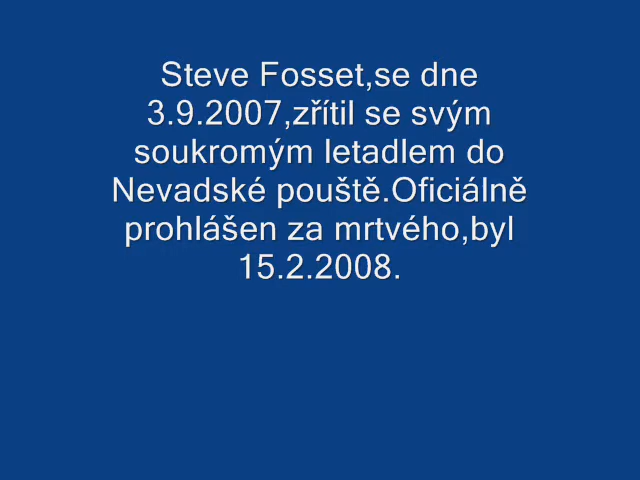 Steve Fosset,se dne
3.9.2007,zřítil se svým
soukromým letadlem do
Nevadské pouště.Oficiálně
prohlášen za mrtvého,byl
15.2.2008.